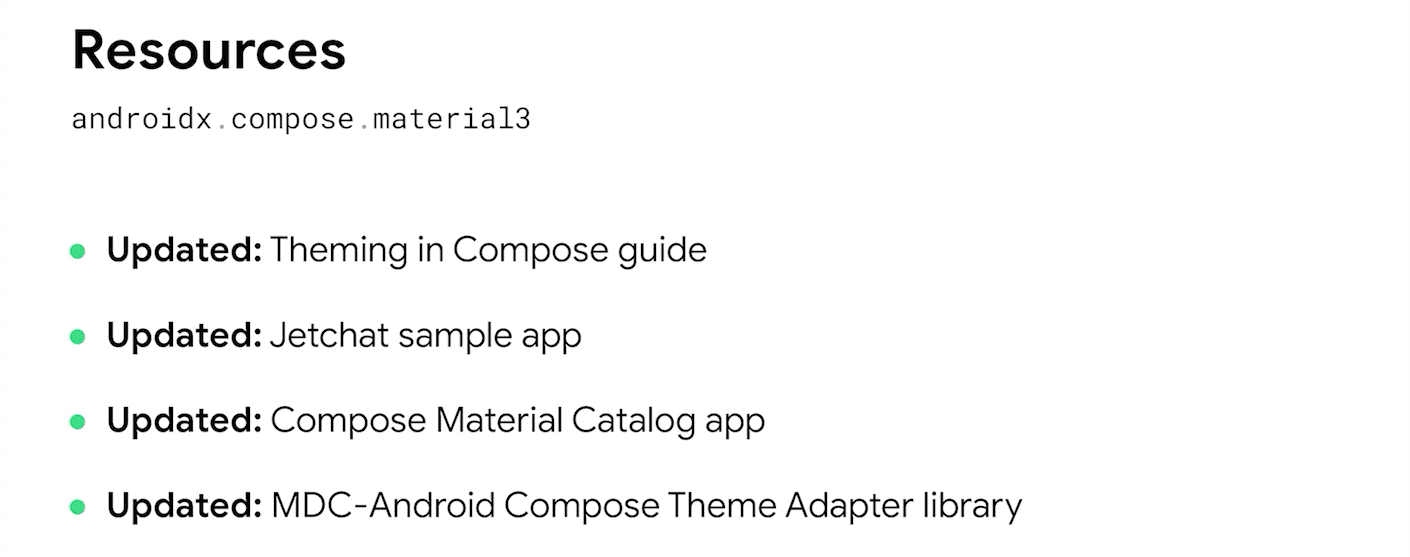 Resources
androidx.compose.material3
Updated: Theming in Compose guide
Updated: Jetchat sample app
Updated: Compose Material Catalog app
Updated: MDC-Android Compose Theme Adapter library